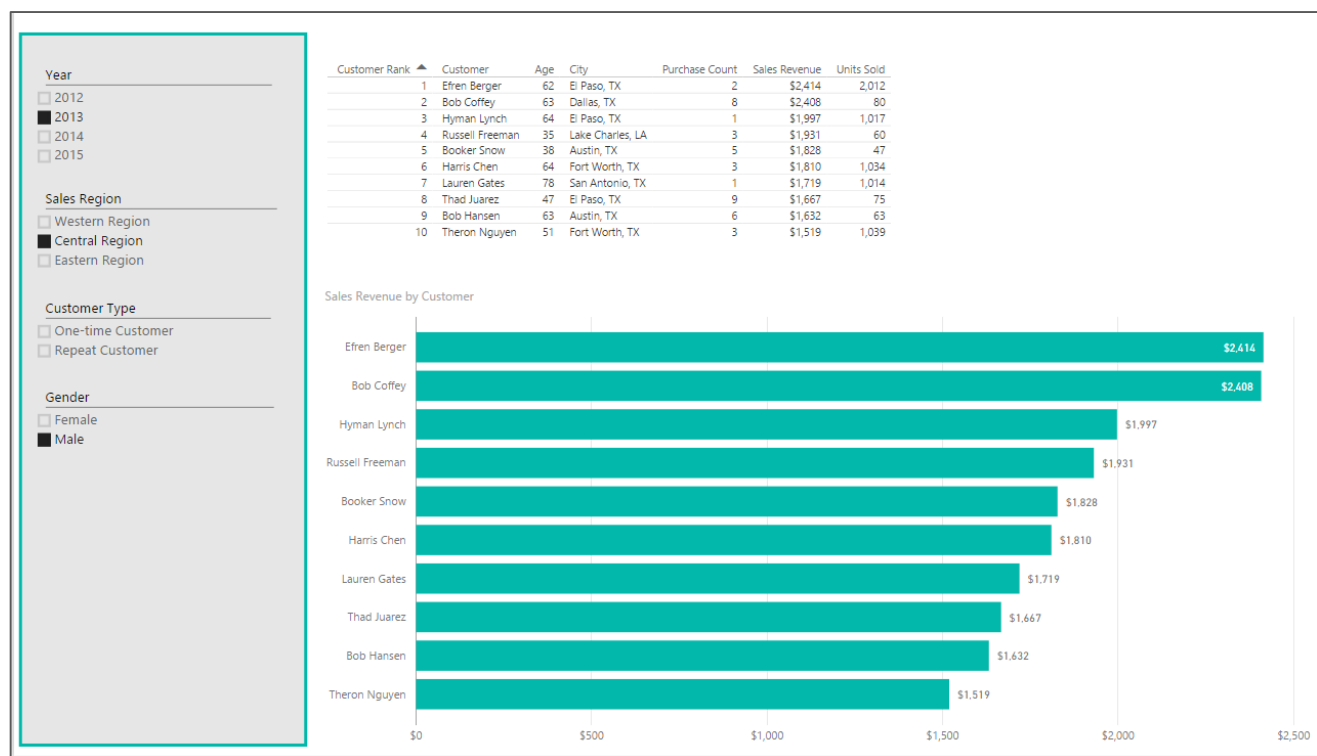 Year
2012
2013
2014
2015
Sales Region
Western Region
Central Region
Eastern Region
Customer Type
One-time Customer
Repeat Customer
Gender
Female
Male
Customer Rank Customer Age City Purchase Count Sales Revenue Units Sold
1 Efren Berger 62 El Paso, TX 2 $2,414 2,012
2 Bob Coffey 63 Dallas, TX 8 $2,408 80
3 Hyman Lynch 64 El Paso, TX 1 $1,997 1,017
4 Russell Freeman 35 Lake Charles, LA 3 $1,931 60
5 Booker Snow 38 Austin, TX 5 $1,828 47
6 Harris Chen 64 Fort Worth, TX 3 $1,810 1,034
7 Lauren Gates 78 San Antonio, TX 1 $1,719 1,014
8 Thad Juarez 47 El Paso, TX 9 $1,667 75
9 Bob Hansen 63 Austin, TX 6 $1,632 63
10 Theron Nguyen 51 Fort Worth, TX 3 $1,519 1,039
Sales Revenue by Customer
Efren Berger $2,414
Bob Coffey $2,408
Hyman Lynch $1,997
Russell Freeman $1,931
Booker Snow $1,828
Harris Chen $1,810
Lauren Gates $1,719
Thad Juarez $1,667
Bob Hansen $1,632
Theron Nguyen $1,519
$0 $500 $1,000 $1,500 $2,000 $2,500